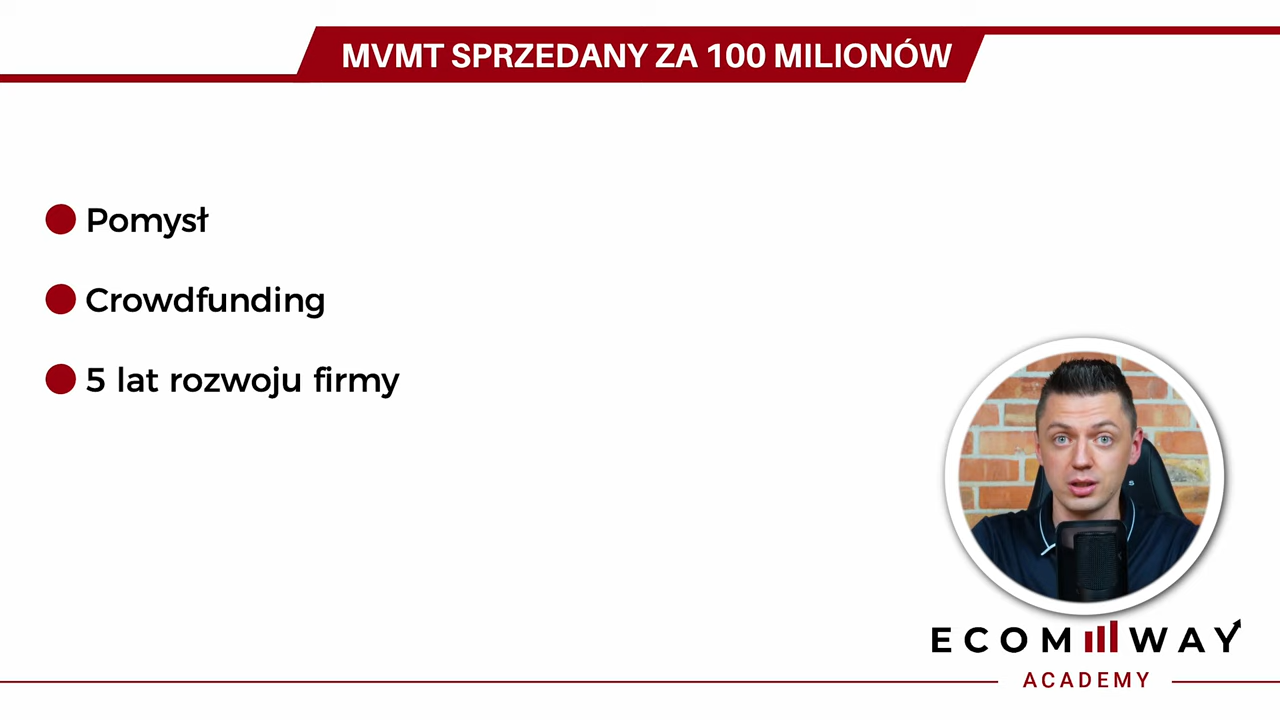 MVMT SPRZEDANY ZA 100 MILIONÓW
Pomysł
Crowdfunding
5 lat rozwoju firmy
ECOM WAY
ACADEMY